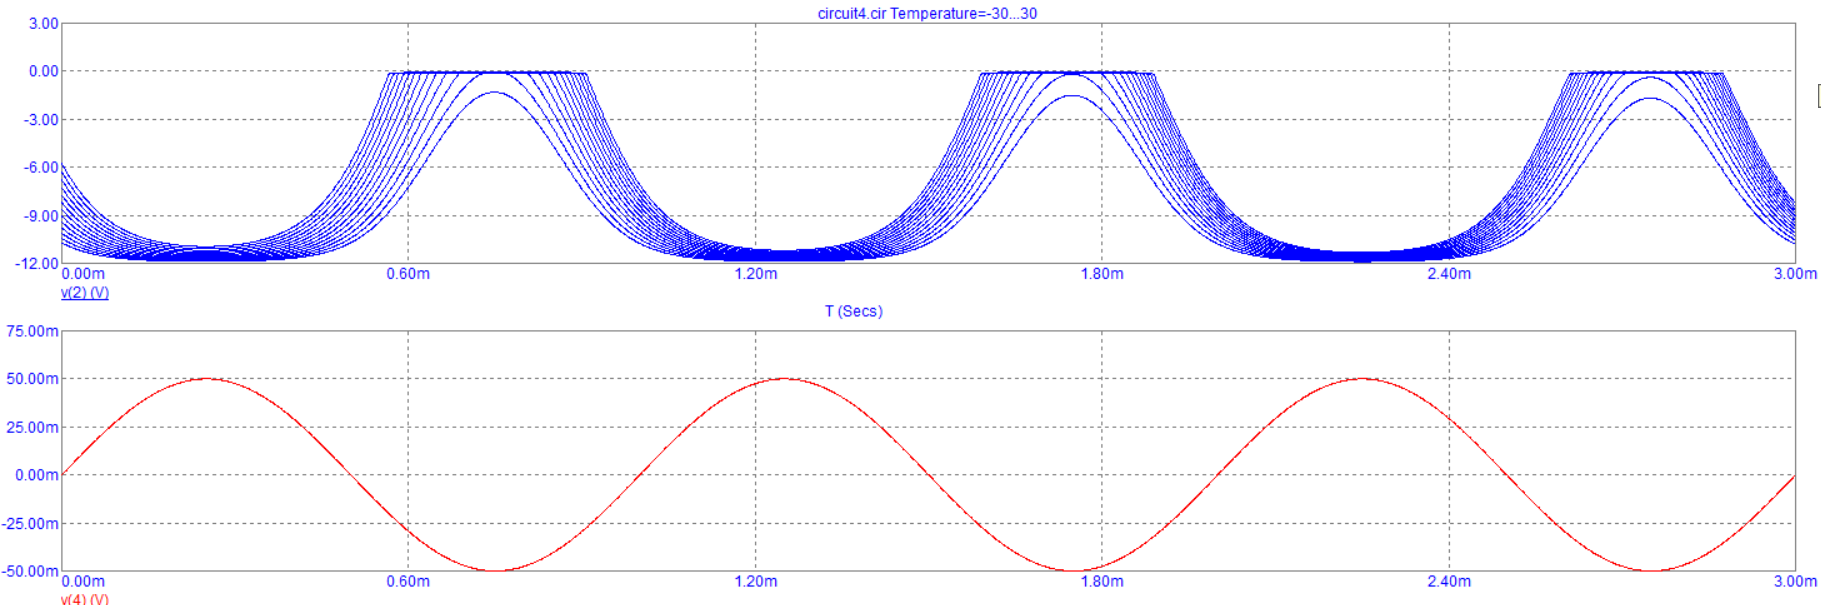 circuit4.cir Temperature=-30...30
3.00
0.00
-3.00
-6.00
-9.00
-12.00
0.00m 0.60m 1.20m 1.80m 2.40m 3.00m
v(2) (V)
T (Secs)
75.00m
50.00m
25.00m
0.00m
-25.00m
-50.00m
0.00m 0.60m 1.20m 1.80m 2.40m 3.00m
v(4) (V)